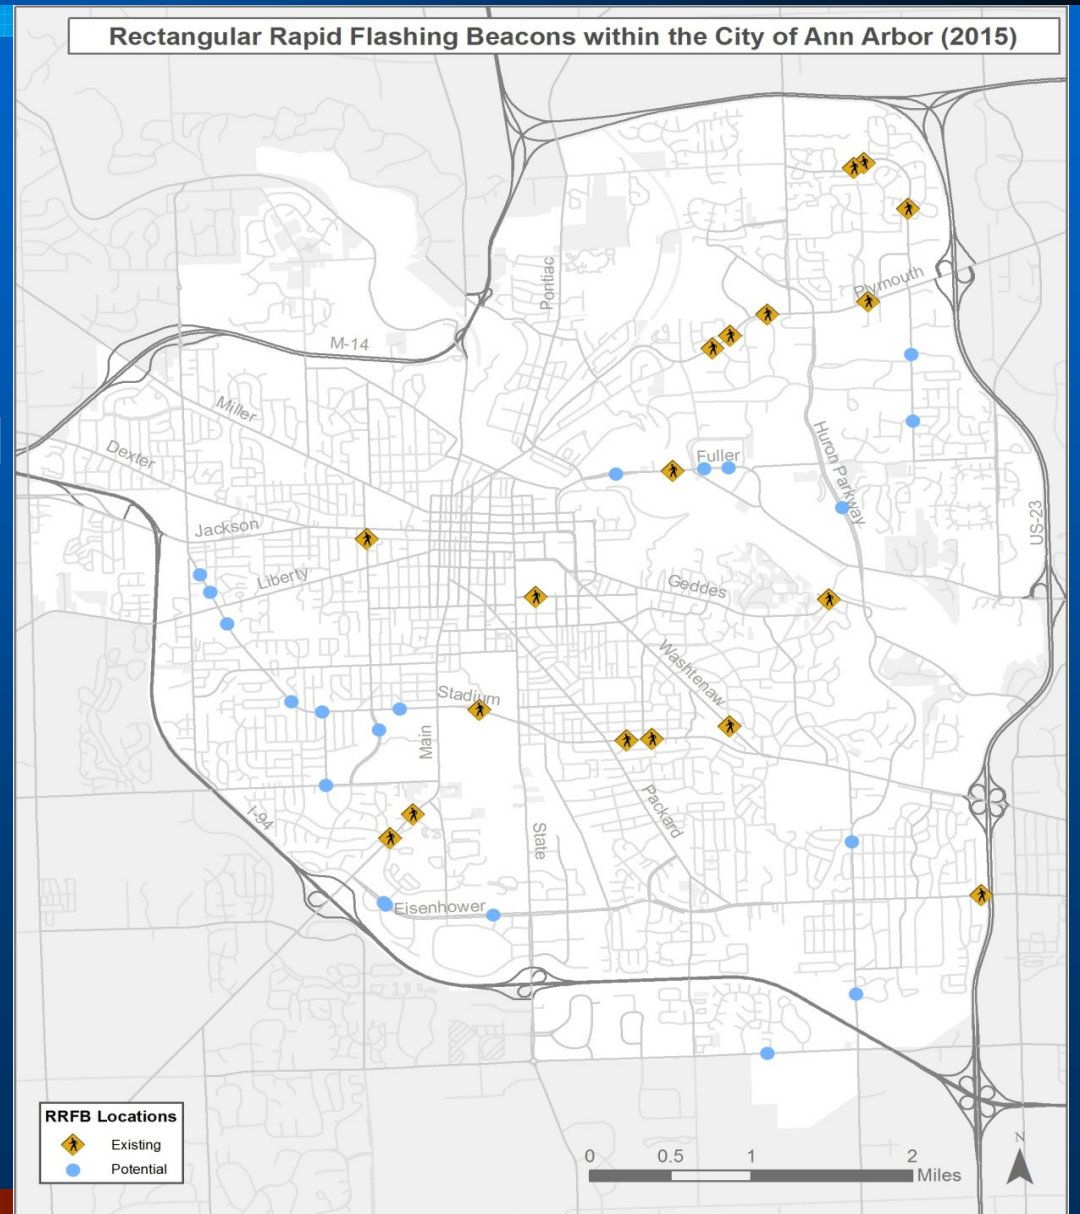 Rectangular Rapid Flashing Beacons within the City of Ann Arbor (2015)
Pontiac
Plymouth
M-14
Miller
Dexter
Fuller
Huron Parkway
US-23
Jackson
Liberty
Geddes
Washtenaw
Stadium
Main
Packard
I-94
State
Eisenhower
RRFB Locations
Existing
Potential
N
0 0.5 1 2
Miles